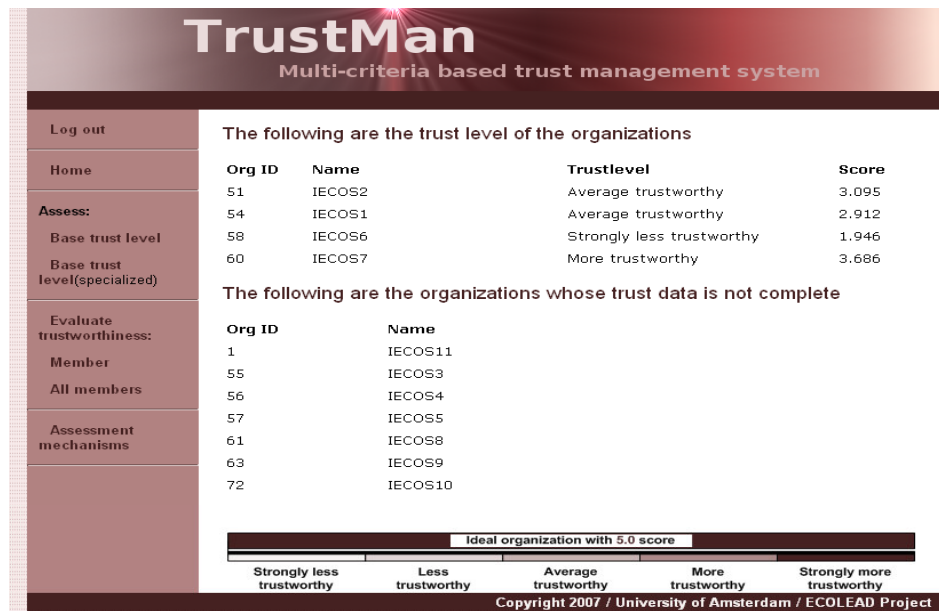 TrustMan
Multi-criteria based trust management system
Log out
Home
Assess:
Base trust level
Base trust
level(specialized)
Evaluate
trustworthiness:
Member
All members
Assessment
mechanisms
The following are the trust level of the organizations
Org ID Name Trustlevel Score
51 IECOS2 Average trustworthy 3.095
54 IECOS1 Average trustworthy 2.912
58 IECOS6 Strongly less trustworthy 1.946
60 IECOS7 More trustworthy 3.686
The following are the organizations whose trust data is not complete
Org ID Name
1 IECOS11
55 IECOS3
56 IECOS4
57 IECOS5
61 IECOS8
63 IECOS9
72 IECOS10
Ideal organization with 5.0 score
Strongly less Less Average More Strongly more
trustworthy trustworthy trustworthy trustworthy trustworthy
Copyright 2007 / University of Amsterdam / ECOLEAD Project